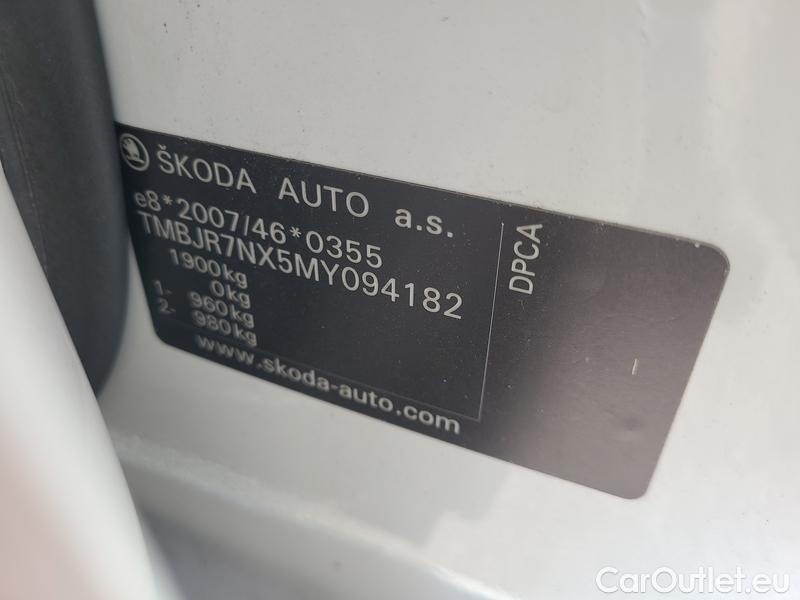 ŠKODA AUTO a.s.
e8*2007/46*0355
TMBJR7NX5MY094182
1900kg
0kg
1- 960kg
2- 980kg
www.skoda-auto.com
DPCA
CarOutlet.eu